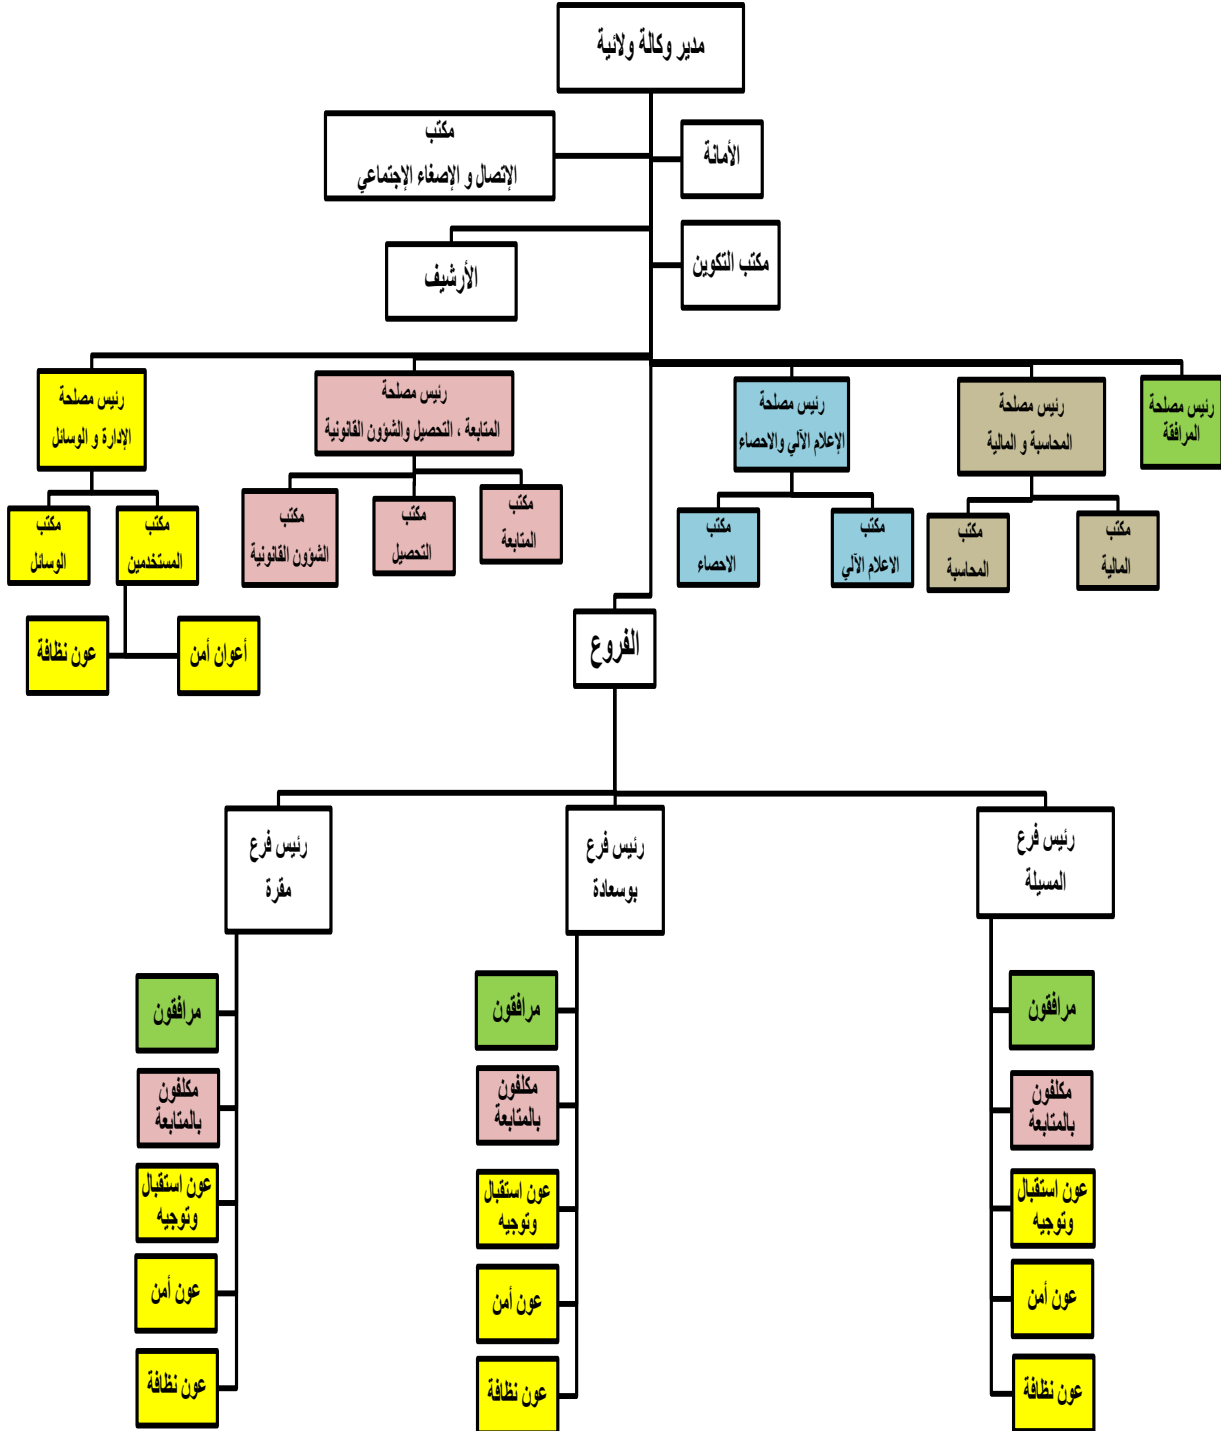 مدير وكالة ولائية
الأمانة
مكتب
الإتصال و الإصغاء الإجتماعي
مكتب التكوين
الأرشيف
رئيس مصلحة
المرافقة
رئيس مصلحة
المحاسبة و المالية
رئيس مصلحة
الإعلام الآلي والاحصاء
رئيس مصلحة
المتابعة ، التحصيل والشؤون القانونية
رئيس مصلحة
الإدارة و الوسائل
مكتب
المالية
مكتب
المحاسبة
مكتب
الاعلام الآلي
مكتب
الاحصاء
مكتب
المتابعة
مكتب
التحصيل
مكتب
الشؤون القانونية
مكتب
المستخدمين
مكتب
الوسائل
أعوان أمن
عون نظافة
الفروع
رئيس فرع
المسيلة
رئيس فرع
بوسعادة
رئيس فرع
مقرة
مرافقون
مكلفون
بالمتابعة
عون استقبال
وتوجيه
عون أمن
عون نظافة
مرافقون
مكلفون
بالمتابعة
عون استقبال
وتوجيه
عون أمن
عون نظافة
مرافقون
مكلفون
بالمتابعة
عون استقبال
وتوجيه
عون أمن
عون نظافة